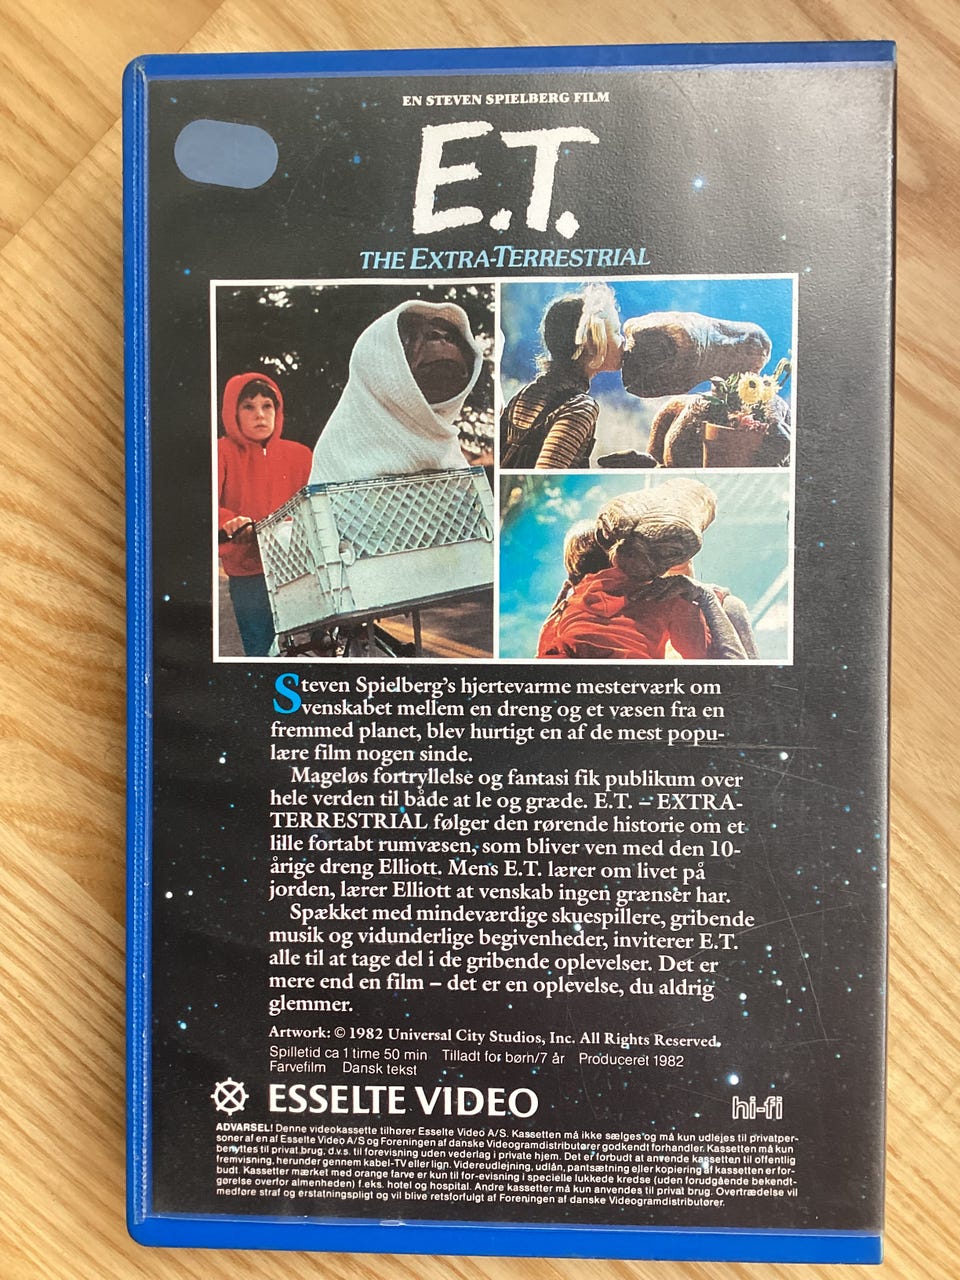 EN STEVEN SPIELBERG FILM
E.T.
THE EXTRA-TERRESTRIAL
Steven Spielberg's hjertevarme mesterværk om
venskabet mellem en dreng og et væsen fra en
fremmed planet, blev hurtigt en af de mest popu-
lære film nogen sinde.
Mageløs fortryllelse og fantasi fik publikum over
hele verden til både at le og græde. E.T. – EXTRA-
TERRESTRIAL følger den rørende historie om et
lille fortabt rumvæsen, som bliver ven med den 10-
årige dreng Elliott. Mens E.T. lærer om livet på
jorden, lærer Elliott at venskab ingen grænser har.
Spækket med mindeværdige skuespillere, gribende
musik og vidunderlige begivenheder, inviterer E.T.
alle til at tage del i de gribende oplevelser. Det er
mere end en film – det er en oplevelse, du aldrig
glemmer.
Artwork: © 1982 Universal City Studios, Inc. All Rights Reserved.
Spilletid ca 1 time 50 min Tilladt for børn/7 år Produceret 1982
Farvefilm Dansk tekst
ESSELTE VIDEO
hi-fi
ADVARSEL! Denne videokassette tilhører Esselte Video A/S. Kassetten må ikke sælges og må kun udlejes til privatper-
soner af en af Esselte Video A/S og Foreningen af danske Videogramdistributører godkendt forhandler. Kassetten må kun
benyttes til privat brug, d.v.s. til forevisning uden vederlag i private hjem. Det er forbudt at anvende kassetten til offentlig
fremvisning, herunder gennem kabel-TV eller lign. Videreudlejning, udlån, pantsætning eller kopiering af kassetten er for-
budt. Kassetter mærket med orange farve er kun til for-evisning i specielle lukkede kredse (uden forudgående bekendt-
gørelse overfor almenheden) f.eks. hotel og hospital. Andre kassetter må kun anvendes til privat brug. Overtrædelse vil
medføre straf og erstatningspligt og vil blive retsforfulgt af Foreningen af danske Videogramdistributører.